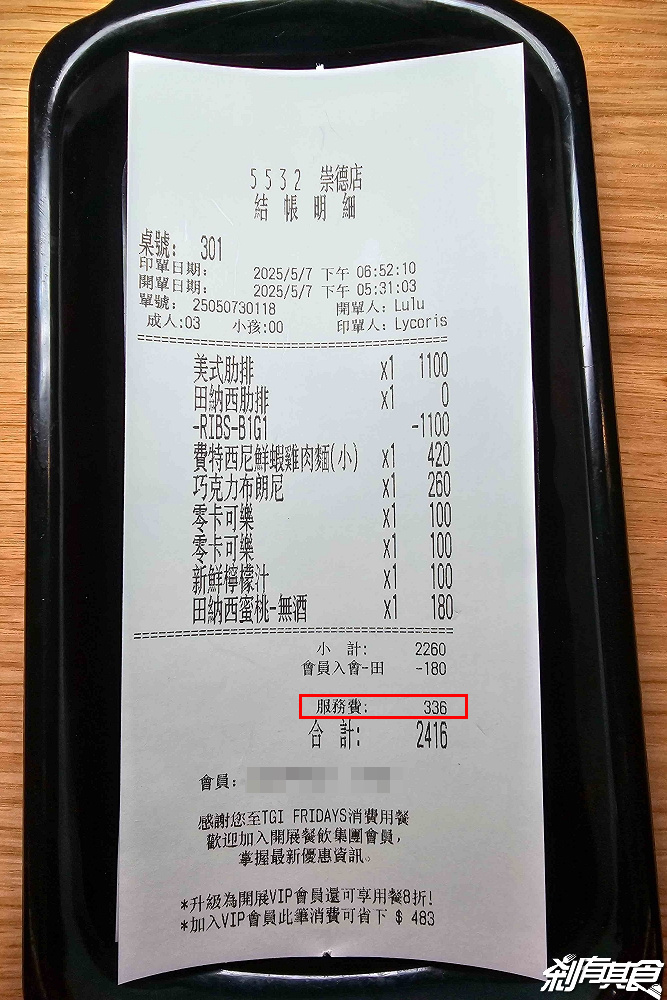 5532 崇德店
結帳明細
桌號: 301
印單日期: 2025/5/7 下午 06:52:10
開單日期: 2025/5/7 下午 05:31:03
單號: 25050730118 開單人: Lulu
成人:03 小孩:00 印單人: Lycoris
美式肋排 x1 1100
田納西肋排 x1 0
-RIBS-B1G1 -1100
費特西尼鮮蝦雞肉麵(小) x1 420
巧克力布朗尼 x1 260
零卡可樂 x1 100
零卡可樂 x1 100
新鮮檸檬汁 x1 100
田納西蜜桃-無酒 x1 180
小 計: 2260
會員入會-田 -180
服務費: 336
合 計: 2416
會員:
感謝您至TGI FRIDAYS消費用餐
歡迎加入開展餐飲集團會員,
掌握最新優惠資訊。
*升級為開展VIP會員還可享用餐8折!
*加入VIP會員此筆消費可省下 $ 483
剎有其食